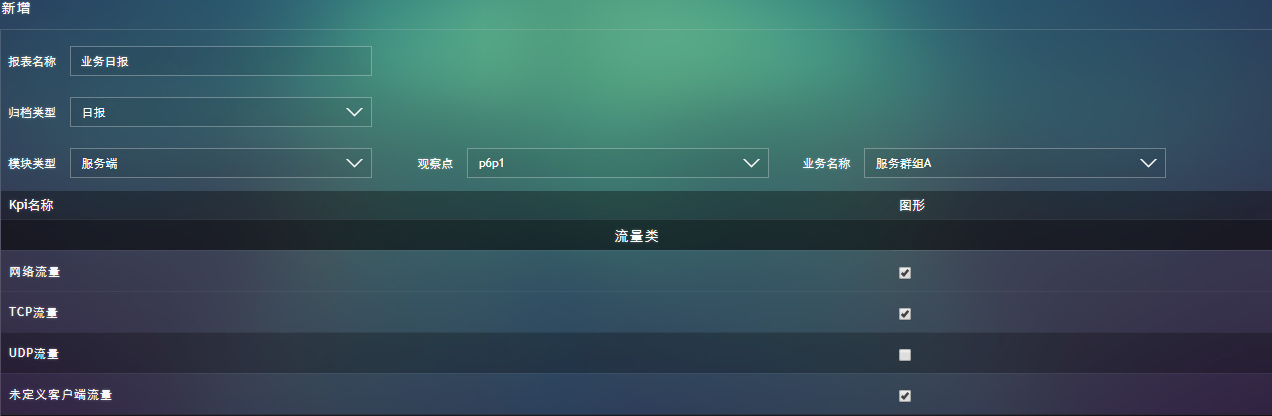 新增
报表名称 业务日报
归档类型 日报
模块类型 服务端 观察点 p6p1 业务名称 服务群组A
Kpi名称 图形
流量类
网络流量
TCP流量
UDP流量
未定义客户端流量